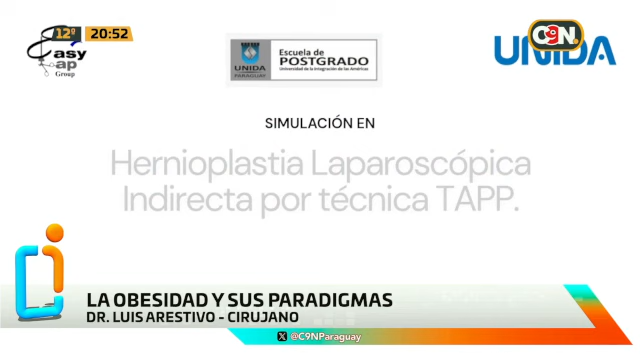 12º 20:52
Easy
Lap
Group
UNIDA
PARAGUAY
Escuela de
POSTGRADO
Universidad de la Integración de las Américas
UNIDA
C9N.
SIMULACIÓN EN
Hernioplastia Laparoscópica
Indirecta por técnica TAPP.
LA OBESIDAD Y SUS PARADIGMAS
DR. LUIS ARESTIVO - CIRUJANO
@C9NParaguay